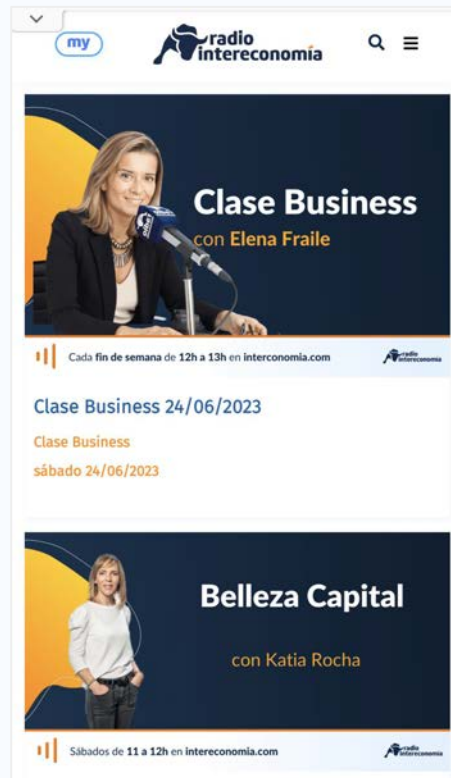 my
radio
intereconomía
Clase Business
con Elena Fraile
Cada fin de semana de 12h a 13h en interconomia.com
radio
intereconomía
Clase Business 24/06/2023
Clase Business
sábado 24/06/2023
Belleza Capital
con Katia Rocha
Sábados de 11 a 12h en intereconomia.com
radio
intereconomía